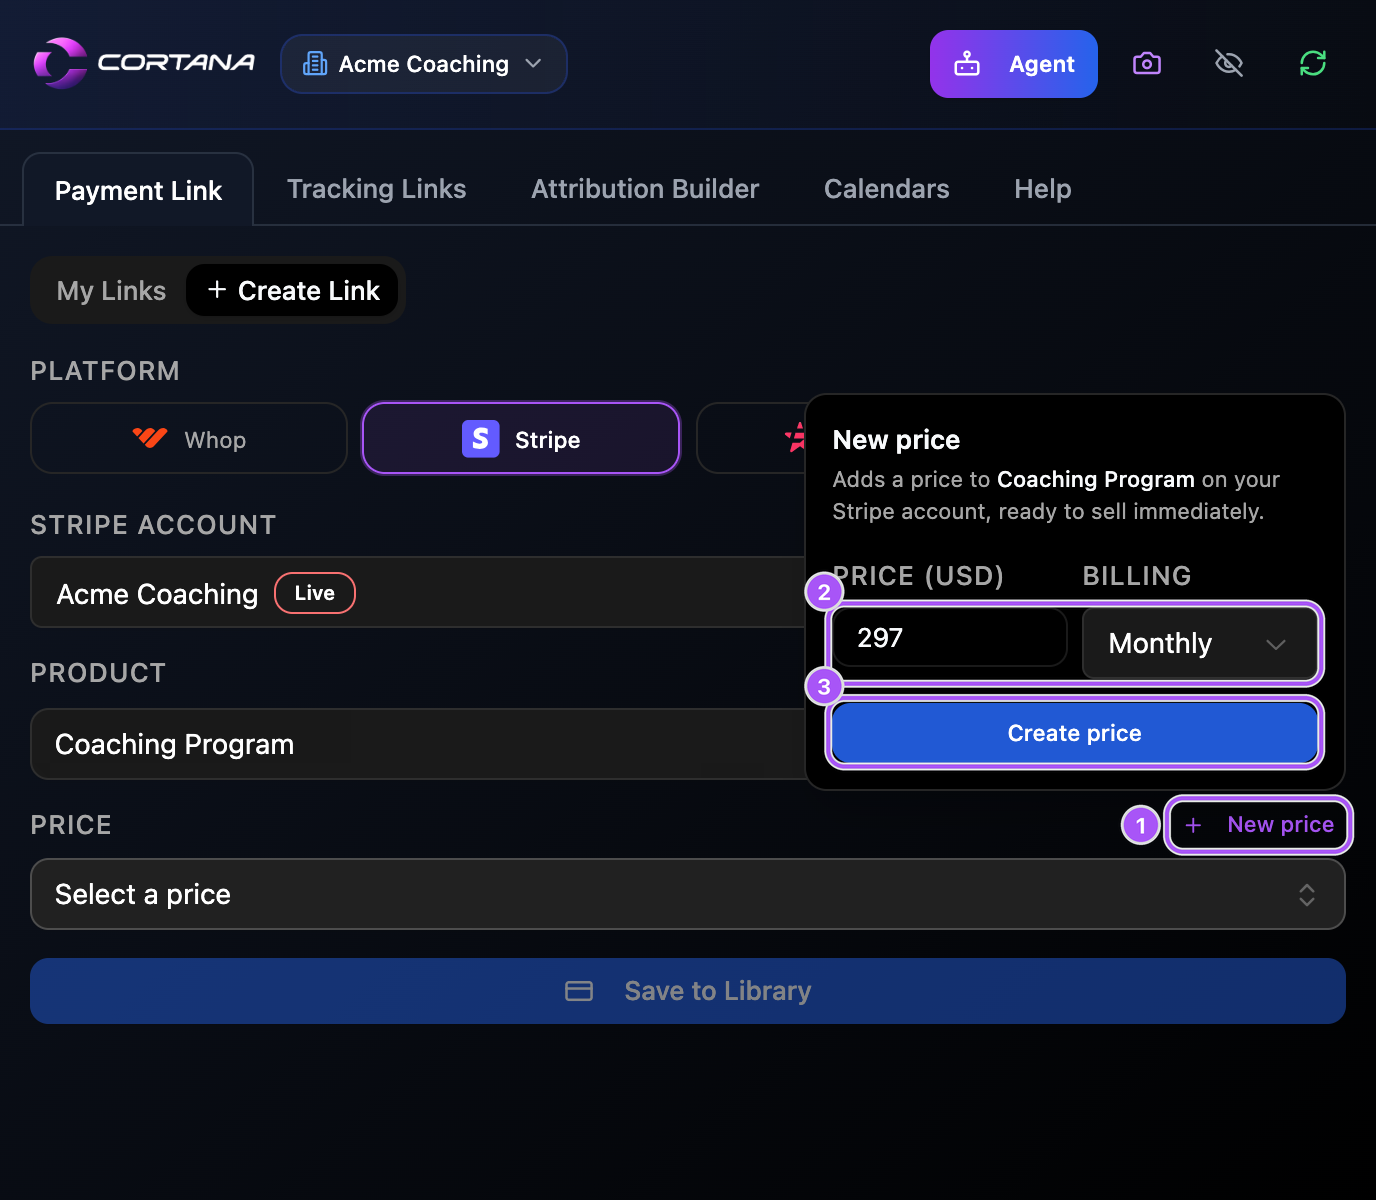 CORTANA
Acme Coaching
Agent
Payment Link
Tracking Links
Attribution Builder
Calendars
Help
My Links
+ Create Link
PLATFORM
Whop
S Stripe
New price
Adds a price to Coaching Program on your
Stripe account, ready to sell immediately.
STRIPE ACCOUNT
Acme Coaching Live
2
PRICE (USD)
BILLING
297
Monthly
3
Create price
PRODUCT
Coaching Program
PRICE
1
+ New price
Select a price
Save to Library